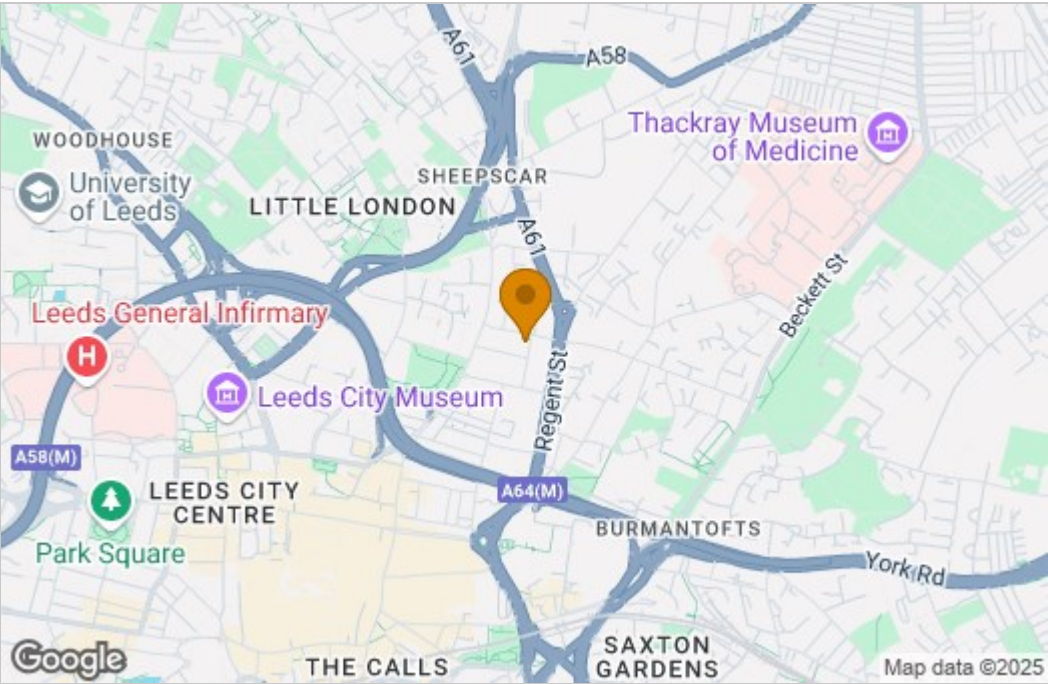 A61
A58
Thackray Museum
of Medicine
WOODHOUSE
SHEEPSCAR
University
of Leeds
LITTLE LONDON
A61
Beckett St
Leeds General Infirmary
H
Regent St
Leeds City Museum
A58(M)
LEEDS CITY
CENTRE
A64(M)
BURMANTOFTS
Park Square
York Rd
SAXTON
GARDENS
THE CALLS
Google
Map data ©2025